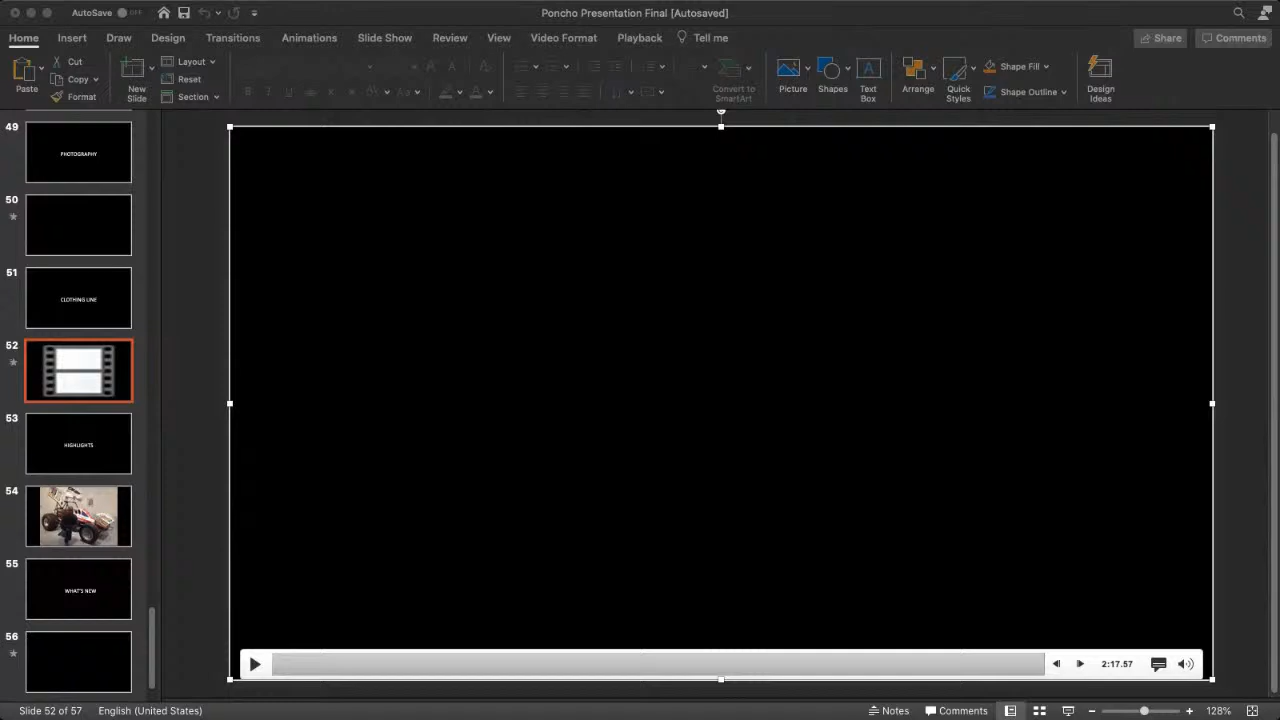 AutoSave OFF
Poncho Presentation Final [Autosaved]
Home Insert Draw Design Transitions Animations Slide Show Review View Video Format Playback Tell me
Share Comments
Paste
Cut
Copy
Format
New Slide
Layout
Reset
Section
Convert to SmartArt
Picture
Shapes
Text Box
Arrange
Quick Styles
Shape Fill
Shape Outline
Design Ideas
49
PHOTOGRAPHY
50
51
CLOTHING LINE
52
53
HIGHLIGHTS
54
55
WHAT'S NEW
56
2:17.57
Slide 52 of 57 English (United States)
Notes Comments 128%